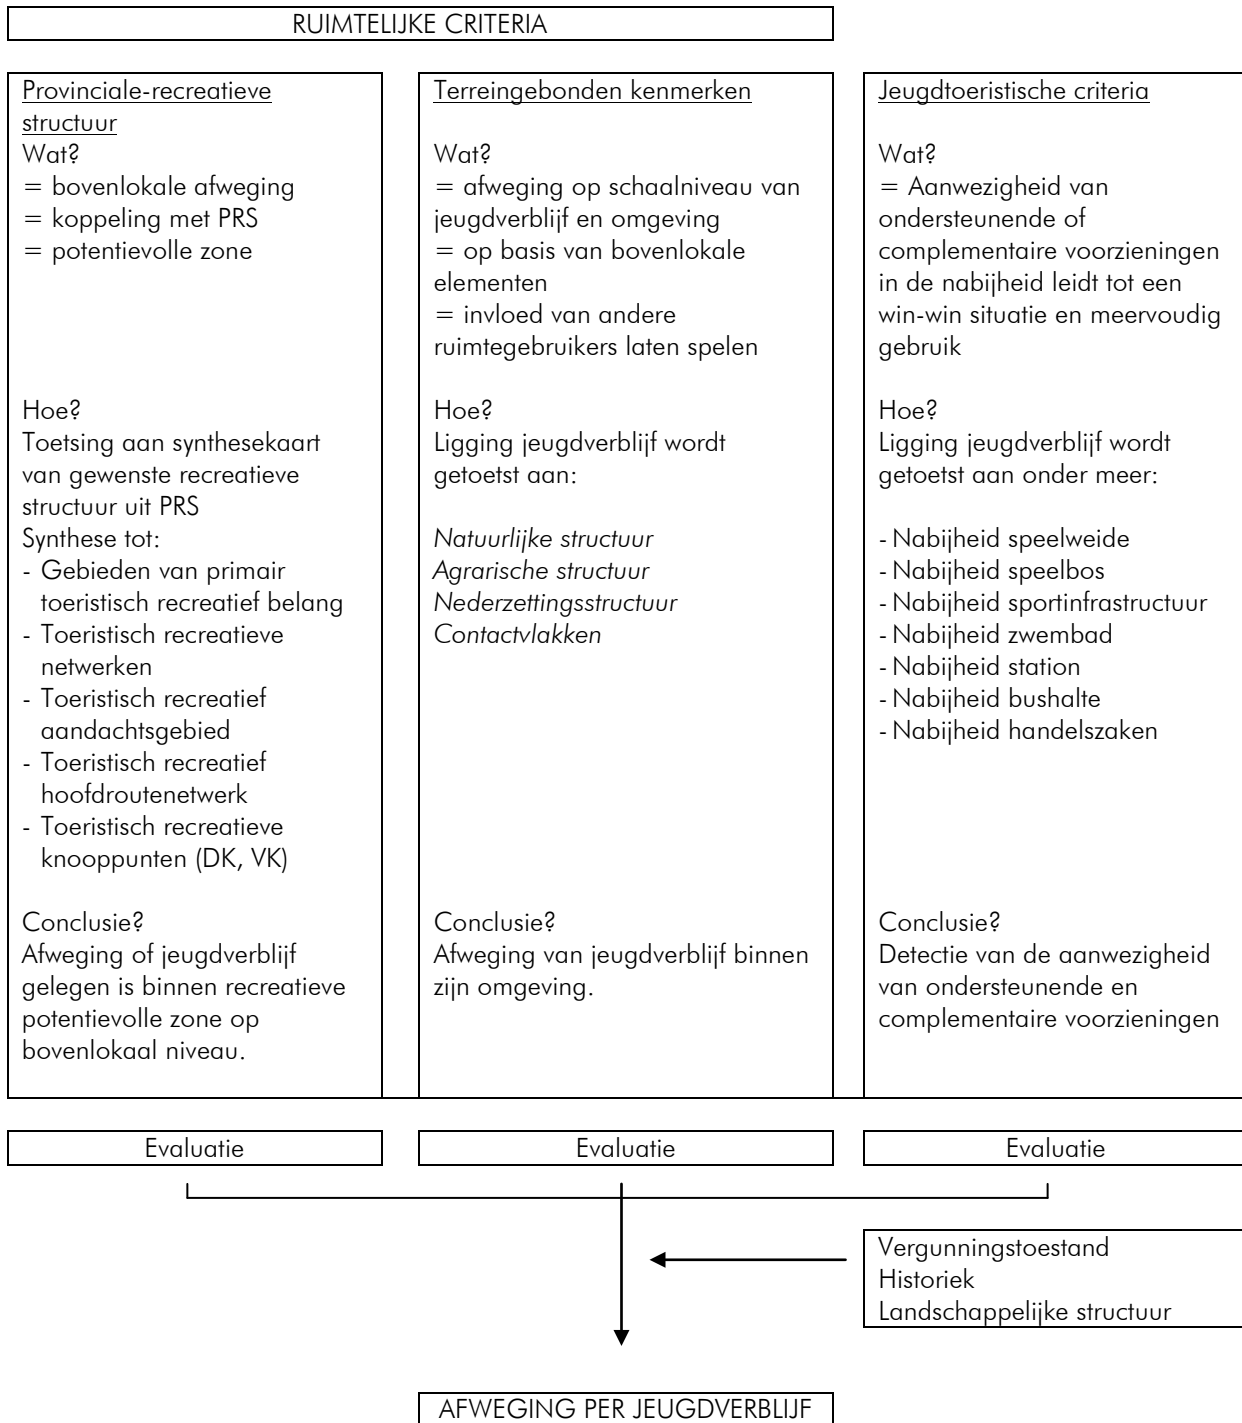 RUIMTELIJKE CRITERIA
Provinciale-recreatieve
structuur
Wat?
= bovenlokale afweging
= koppeling met PRS
= potentievolle zone
Hoe?
Toetsing aan synthesekaart
van gewenste recreatieve
structuur uit PRS
Synthese tot:
- Gebieden van primair
toeristisch recreatief belang
- Toeristisch recreatieve
netwerken
- Toeristisch recreatief
aandachtsgebied
- Toeristisch recreatief
hoofdroutenetwerk
- Toeristisch recreatieve
knooppunten (DK, VK)
Conclusie?
Afweging of jeugdverblijf
gelegen is binnen recreatieve
potentievolle zone op
bovenlokaal niveau.
Terreingebonden kenmerken
Wat?
= afweging op schaalniveau van
jeugdverblijf en omgeving
= op basis van bovenlokale
elementen
= invloed van andere
ruimtegebruikers laten spelen
Hoe?
Ligging jeugdverblijf wordt
getoetst aan:
Natuurlijke structuur
Agrarische structuur
Nederzettingsstructuur
Contactvlakken
Conclusie?
Afweging van jeugdverblijf binnen
zijn omgeving.
Jeugdtoeristische criteria
Wat?
= Aanwezigheid van
ondersteunende of
complementaire voorzieningen
in de nabijheid leidt tot een
win-win situatie en meervoudig
gebruik
Hoe?
Ligging jeugdverblijf wordt
getoetst aan onder meer:
- Nabijheid speelweide
- Nabijheid speelbos
- Nabijheid sportinfrastructuur
- Nabijheid zwembad
- Nabijheid station
- Nabijheid bushalte
- Nabijheid handelszaken
Conclusie?
Detectie van de aanwezigheid
van ondersteunende en
complementaire voorzieningen
Evaluatie
Evaluatie
Evaluatie
Vergunningstoestand
Historiek
Landschappelijke structuur
AFWEGING PER JEUGDVERBLIJF